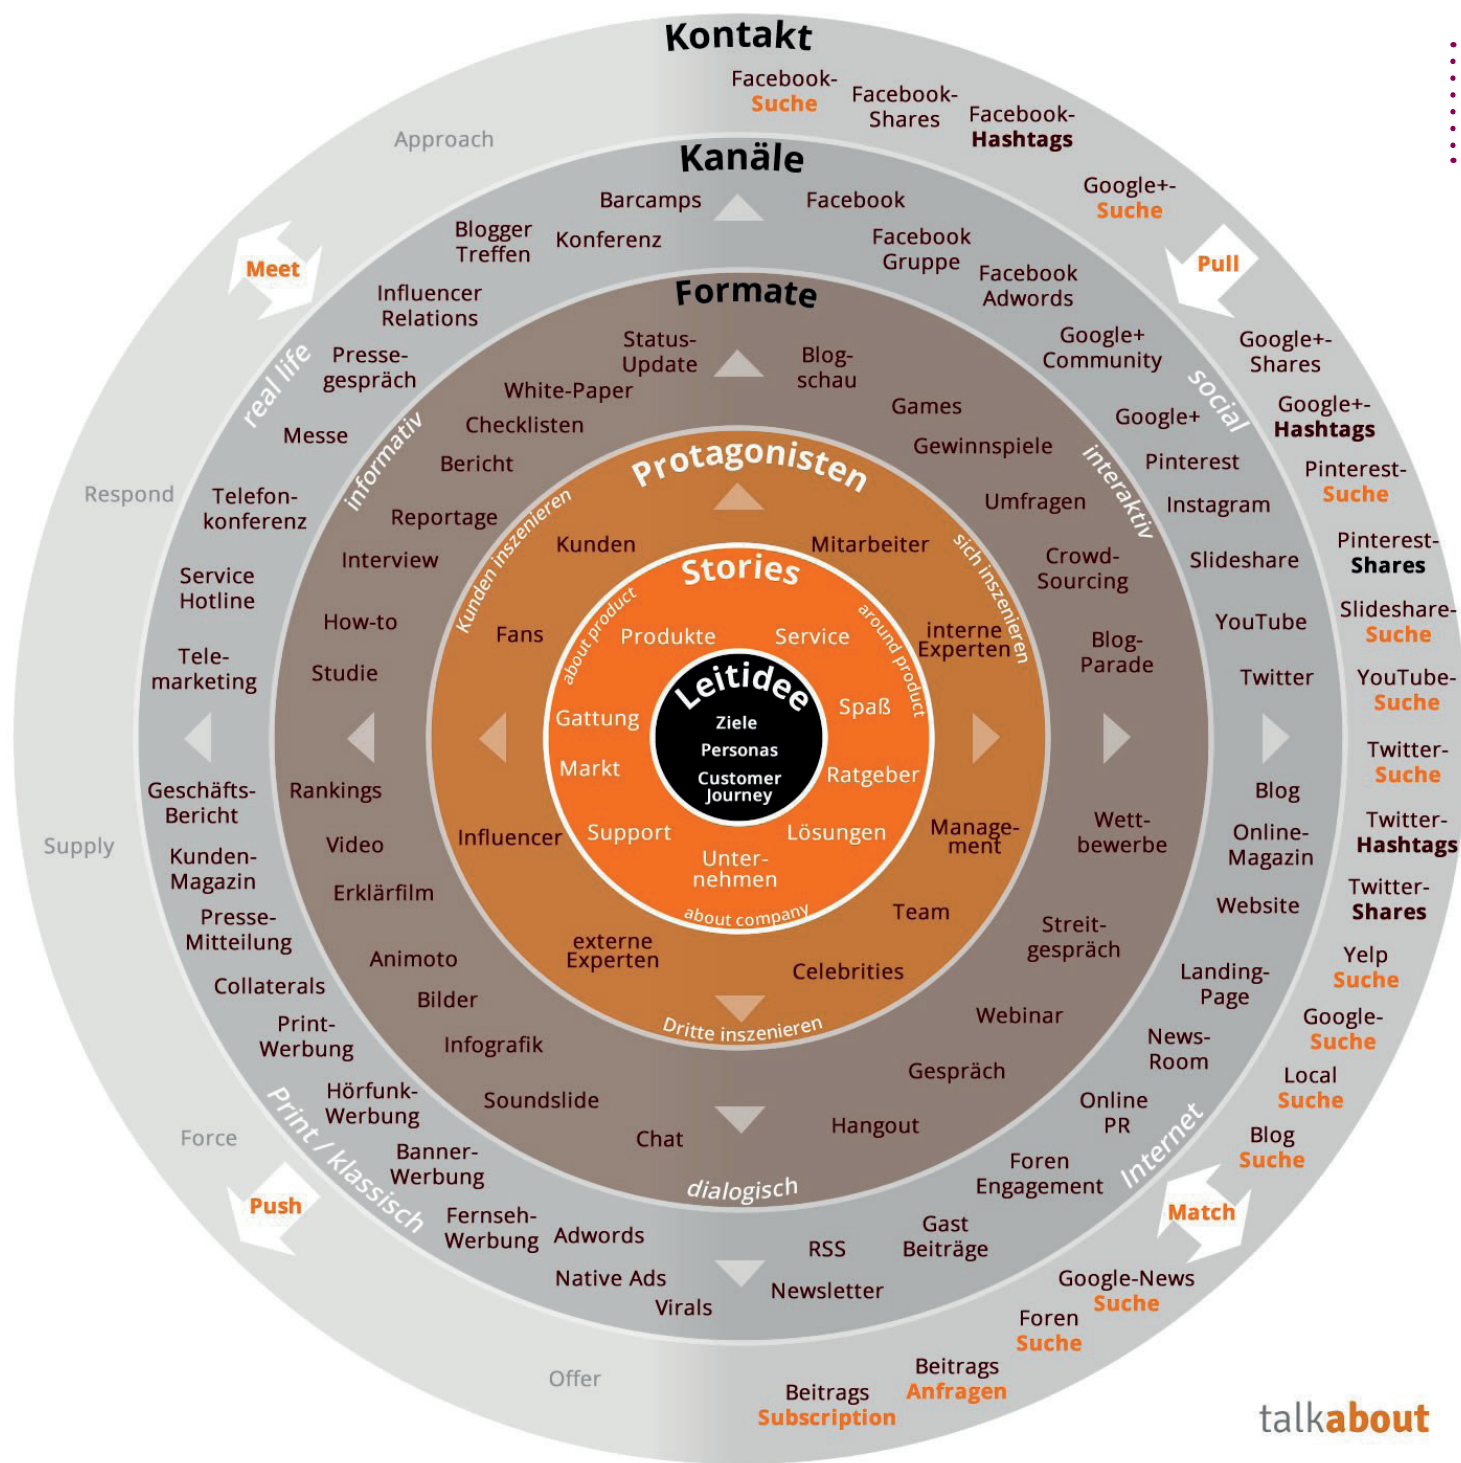 Kontakt
Facebook-
Suche
Facebook-
Shares
Facebook-
Hashtags
Google+-
Suche
Pull
Google+-
Shares
Google+-
Hashtags
Pinterest-
Suche
Pinterest-
Shares
Slideshare-
Suche
YouTube-
Suche
Twitter-
Suche
Twitter-
Hashtags
Twitter-
Shares
Yelp
Suche
Google-
Suche
Local
Suche
Blog
Suche
Match
Google-News
Suche
Foren
Suche
Beitrags
Anfragen
Beitrags
Subscription
Offer
Push
Force
Supply
Respond
Meet
Approach
Kanäle
Facebook
Facebook
Gruppe
Facebook
Adwords
Google+
Community
social
Google+
Pinterest
Instagram
Slideshare
YouTube
Twitter
Blog
Online-
Magazin
Website
Landing-
Page
News-
Room
Online
PR
Internet
Foren
Engagement
Gast
Beiträge
RSS
Newsletter
Virals
Native Ads
Adwords
Fernseh-
Werbung
Banner-
Werbung
Print / klassisch
Hörfunk-
Werbung
Print-
Werbung
Collaterals
Presse-
Mitteilung
Kunden-
Magazin
Geschäfts-
Bericht
Tele-
marketing
Service
Hotline
Telefon-
konferenz
Messe
real life
Presse-
gespräch
Influencer
Relations
Blogger
Treffen
Konferenz
Barcamps
Formate
Blog-
schau
Games
Gewinnspiele
interaktiv
Umfragen
Crowd-
Sourcing
Blog-
Parade
Wett-
bewerbe
Streit-
gespräch
Webinar
Gespräch
Hangout
dialogisch
Chat
Soundslide
Infografik
Bilder
Animoto
Erklärfilm
Video
Rankings
Studie
How-to
Interview
Reportage
informativ
Bericht
Checklisten
White-Paper
Status-
Update
Protagonisten
Mitarbeiter
sich inszenieren
interne
Experten
Manage-
ment
Team
Celebrities
Dritte inszenieren
externe
Experten
Influencer
Fans
Kunden inszenieren
Kunden
Stories
Service
around product
Spaß
Ratgeber
Lösungen
Unter-
nehmen
about company
Support
Markt
Gattung
about product
Produkte
Leitidee
Ziele
Personas
Customer
Journey
talkabout